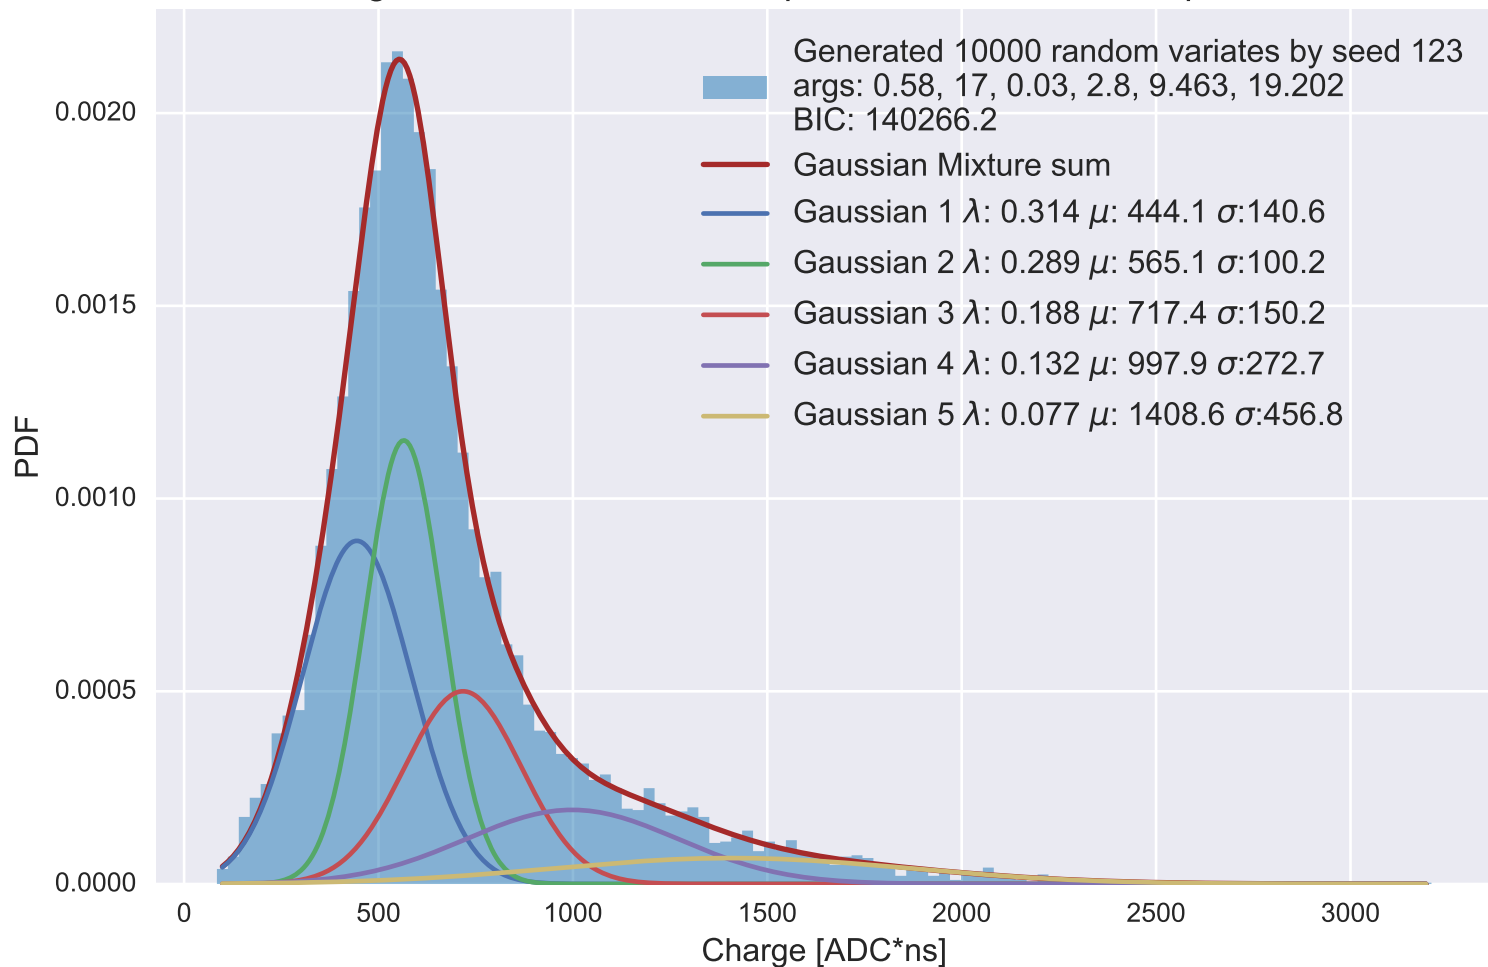 Generated 10000 random variates by seed 123
args: 0.58, 17, 0.03, 2.8, 9.463, 19.202
BIC: 140266.2
Gaussian Mixture sum
Gaussian 1 λ: 0.314 μ: 444.1 σ:140.6
Gaussian 2 λ: 0.289 μ: 565.1 σ:100.2
Gaussian 3 λ: 0.188 μ: 717.4 σ:150.2
Gaussian 4 λ: 0.132 μ: 997.9 σ:272.7
Gaussian 5 λ: 0.077 μ: 1408.6 σ:456.8
PDF
0.0020
0.0015
0.0010
0.0005
0.0000
0 500 1000 1500 2000 2500 3000
Charge [ADC*ns]